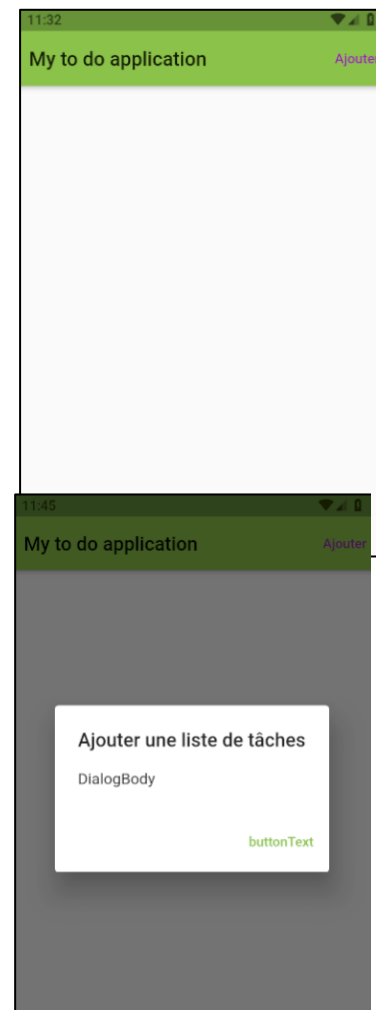 11:32
My to do application Ajouter
11:45
My to do application Ajouter
Ajouter une liste de tâches
DialogBody
buttonText